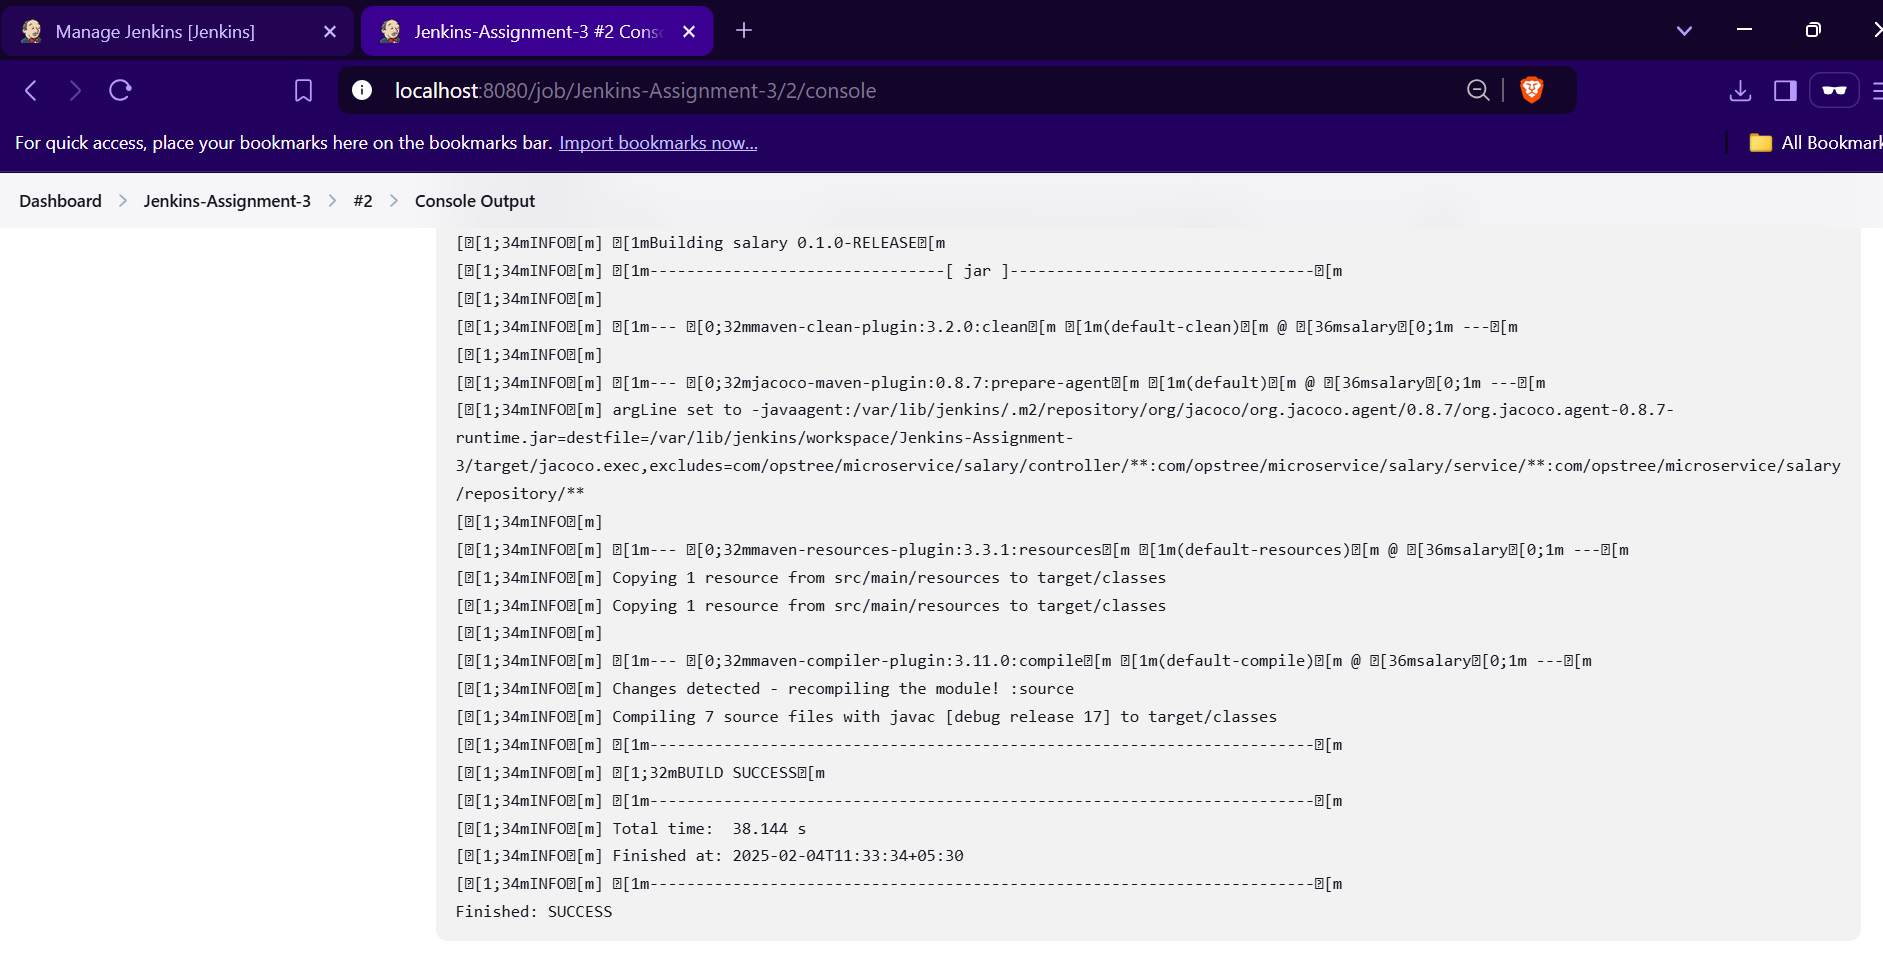 Manage Jenkins [Jenkins]
Jenkins-Assignment-3 #2 Conso
localhost:8080/job/Jenkins-Assignment-3/2/console
For quick access, place your bookmarks here on the bookmarks bar. Import bookmarks now...
All Bookmark
Dashboard > Jenkins-Assignment-3 > #2 > Console Output
[�[1;34mINFO�[m] �[1mBuilding salary 0.1.0-RELEASE�[m
[�[1;34mINFO�[m] �[1m--------------------------------[ jar ]---------------------------------�[m
[�[1;34mINFO�[m]
[�[1;34mINFO�[m] �[1m--- �[0;32mmaven-clean-plugin:3.2.0:clean�[m �[1m(default-clean)�[m @ �[36msalary�[0;1m ---�[m
[�[1;34mINFO�[m]
[�[1;34mINFO�[m] �[1m--- �[0;32mjacoco-maven-plugin:0.8.7:prepare-agent�[m �[1m(default)�[m @ �[36msalary�[0;1m ---�[m
[�[1;34mINFO�[m] argLine set to -javaagent:/var/lib/jenkins/.m2/repository/org/jacoco/org.jacoco.agent/0.8.7/org.jacoco.agent-0.8.7-
runtime.jar=destfile=/var/lib/jenkins/workspace/Jenkins-Assignment-
3/target/jacoco.exec,excludes=com/opstree/microservice/salary/controller/**:com/opstree/microservice/salary/service/**:com/opstree/microservice/salary
/repository/**
[�[1;34mINFO�[m]
[�[1;34mINFO�[m] �[1m--- �[0;32mmaven-resources-plugin:3.3.1:resources�[m �[1m(default-resources)�[m @ �[36msalary�[0;1m ---�[m
[�[1;34mINFO�[m] Copying 1 resource from src/main/resources to target/classes
[�[1;34mINFO�[m] Copying 1 resource from src/main/resources to target/classes
[�[1;34mINFO�[m]
[�[1;34mINFO�[m] �[1m--- �[0;32mmaven-compiler-plugin:3.11.0:compile�[m �[1m(default-compile)�[m @ �[36msalary�[0;1m ---�[m
[�[1;34mINFO�[m] Changes detected - recompiling the module! :source
[�[1;34mINFO�[m] Compiling 7 source files with javac [debug release 17] to target/classes
[�[1;34mINFO�[m] �[1m------------------------------------------------------------------------�[m
[�[1;34mINFO�[m] �[1;32mBUILD SUCCESS�[m
[�[1;34mINFO�[m] �[1m------------------------------------------------------------------------�[m
[�[1;34mINFO�[m] Total time:  38.144 s
[�[1;34mINFO�[m] Finished at: 2025-02-04T11:33:34+05:30
[�[1;34mINFO�[m] �[1m------------------------------------------------------------------------�[m
Finished: SUCCESS